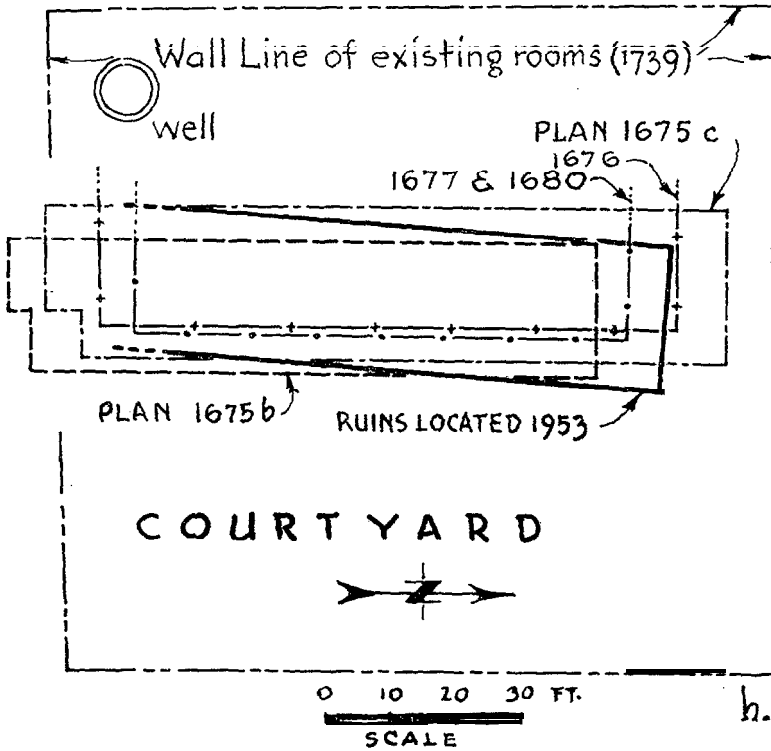 Wall Line of existing rooms (1739)
well
PLAN 1675 c
1676
1677 & 1680
PLAN 1675 b
RUINS LOCATED 1953
COURTYARD
N
0 10 20 30 FT.
SCALE
h.